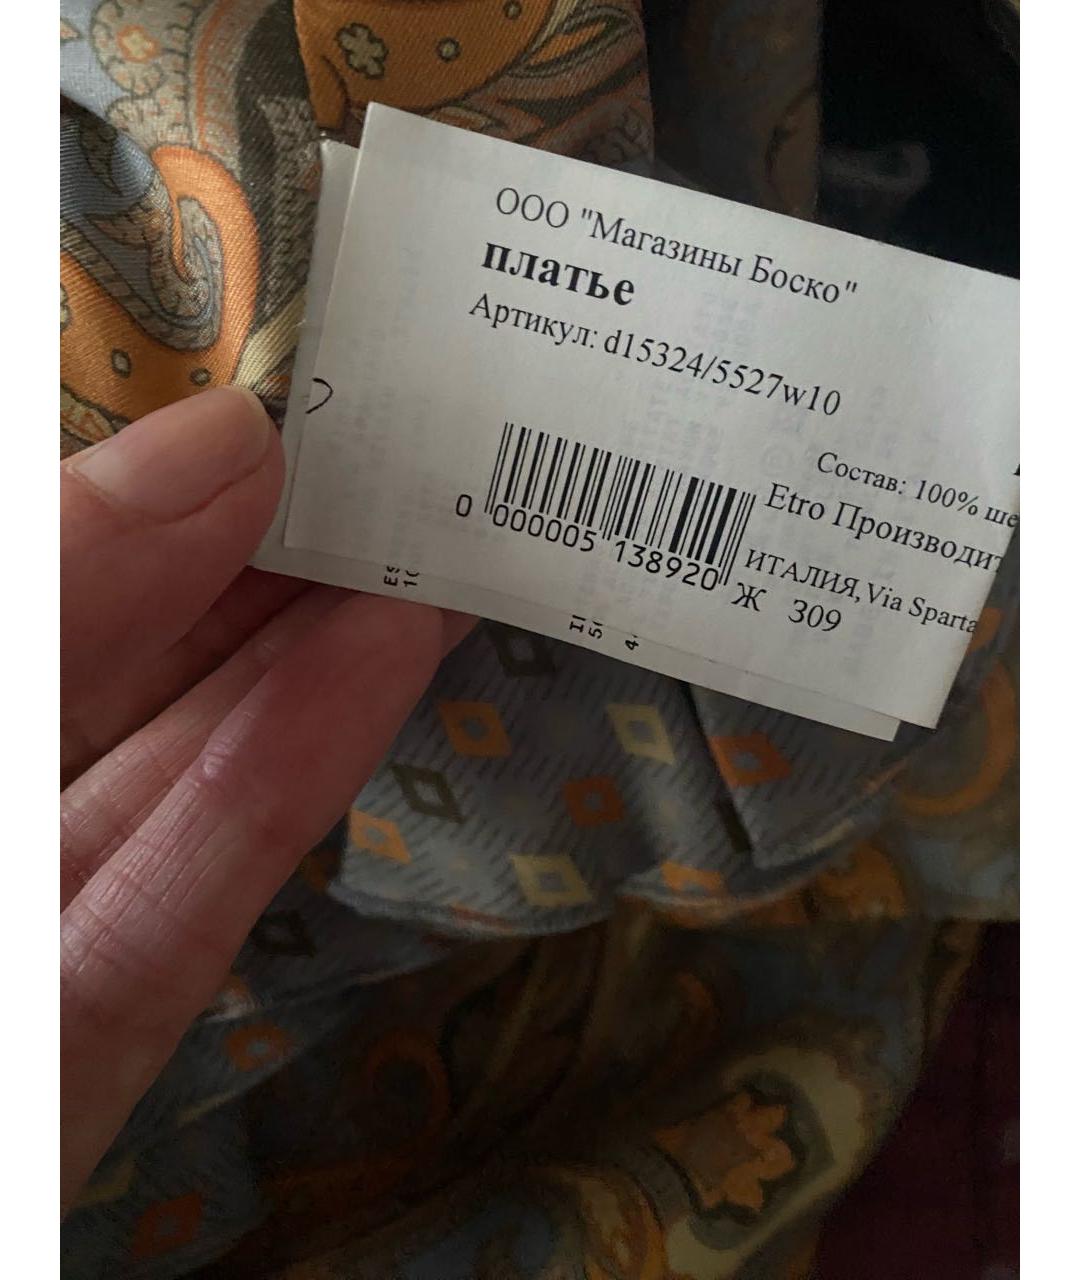 ООО "Магазины Боско"
платье
Артикул: d15324/5527w10
Состав: 100% ше
Etro Производит
ИТАЛИЯ, Via Sparta
0 000005 138920
Ж 309